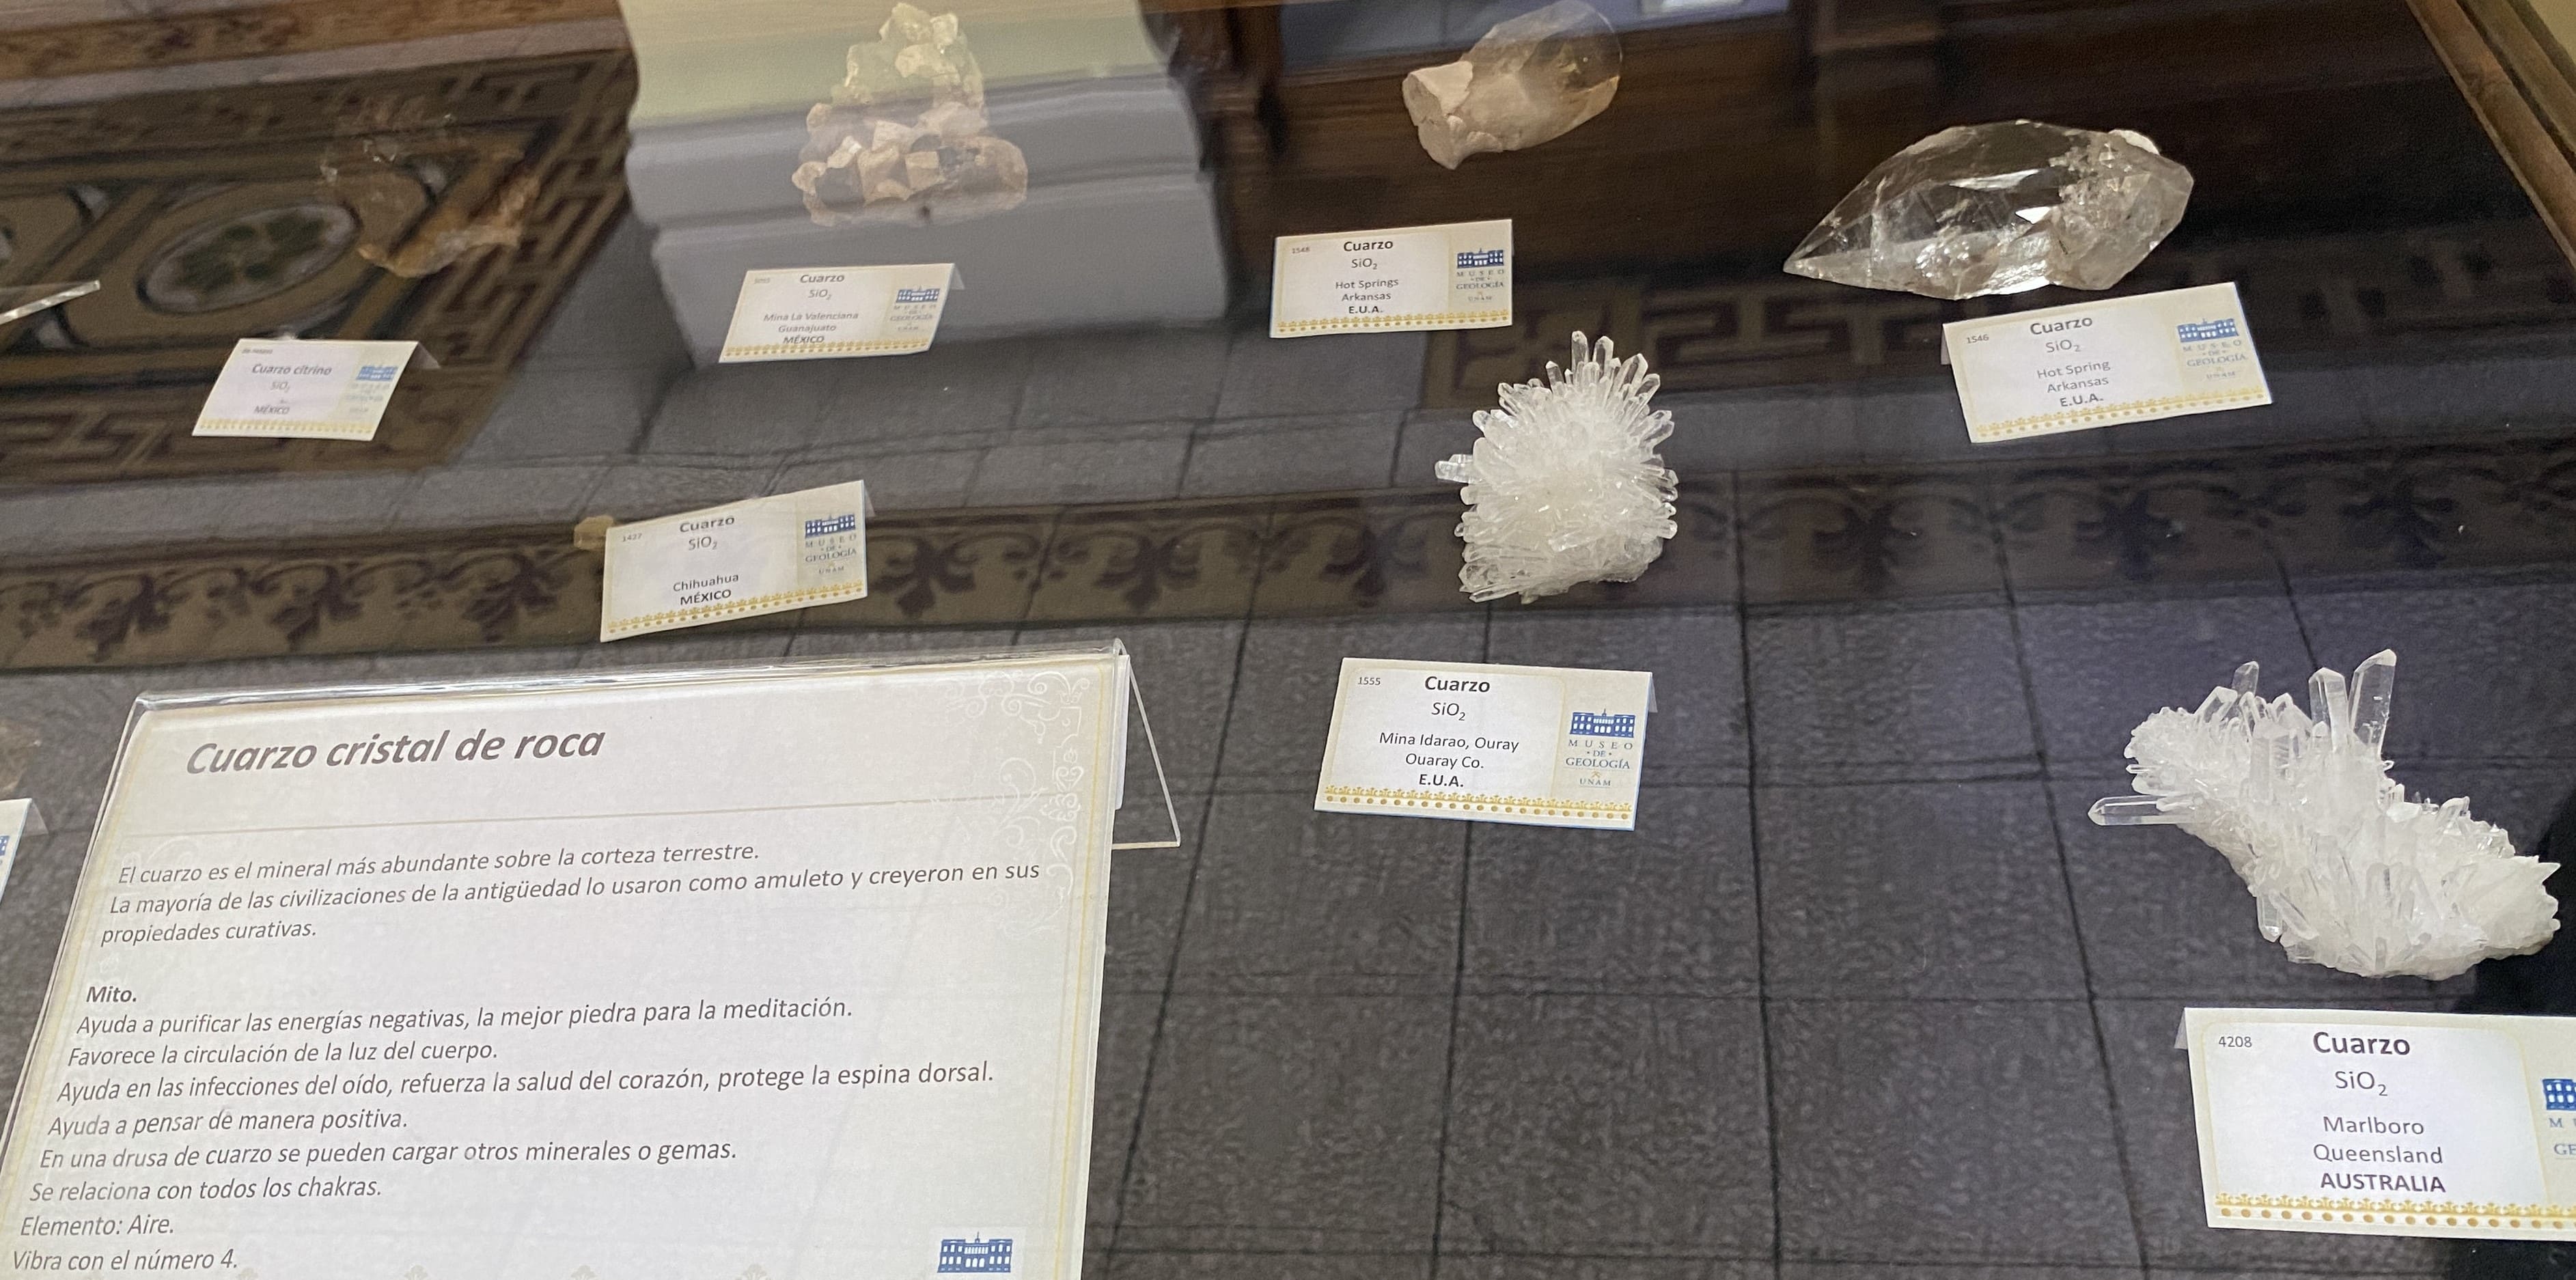 Cuarzo citrino
SiO₂
MÉXICO
Cuarzo
SiO₂
Mina La Valenciana
Guanajuato
MÉXICO
MUSEO
DE
GEOLOGÍA
UNAM
1548
Cuarzo
SiO₂
Hot Springs
Arkansas
E.U.A.
MUSEO
• DE •
GEOLOGÍA
UNAM
1546
Cuarzo
SiO₂
Hot Spring
Arkansas
E.U.A.
MUSEO
• DE •
GEOLOGÍA
UNAM
1427
Cuarzo
SiO₂
Chihuahua
MÉXICO
MUSEO
• DE •
GEOLOGÍA
UNAM
1555
Cuarzo
SiO₂
Mina Idarao, Ouray
Ouaray Co.
E.U.A.
MUSEO
• DE •
GEOLOGÍA
UNAM
4208
Cuarzo
SiO₂
Marlboro
Queensland
AUSTRALIA
M
GE
Cuarzo cristal de roca
El cuarzo es el mineral más abundante sobre la corteza terrestre.
La mayoría de las civilizaciones de la antigüedad lo usaron como amuleto y creyeron en sus
propiedades curativas.
Mito.
Ayuda a purificar las energías negativas, la mejor piedra para la meditación.
Favorece la circulación de la luz del cuerpo.
Ayuda en las infecciones del oído, refuerza la salud del corazón, protege la espina dorsal.
Ayuda a pensar de manera positiva.
En una drusa de cuarzo se pueden cargar otros minerales o gemas.
Se relaciona con todos los chakras.
Elemento: Aire.
Vibra con el número 4.